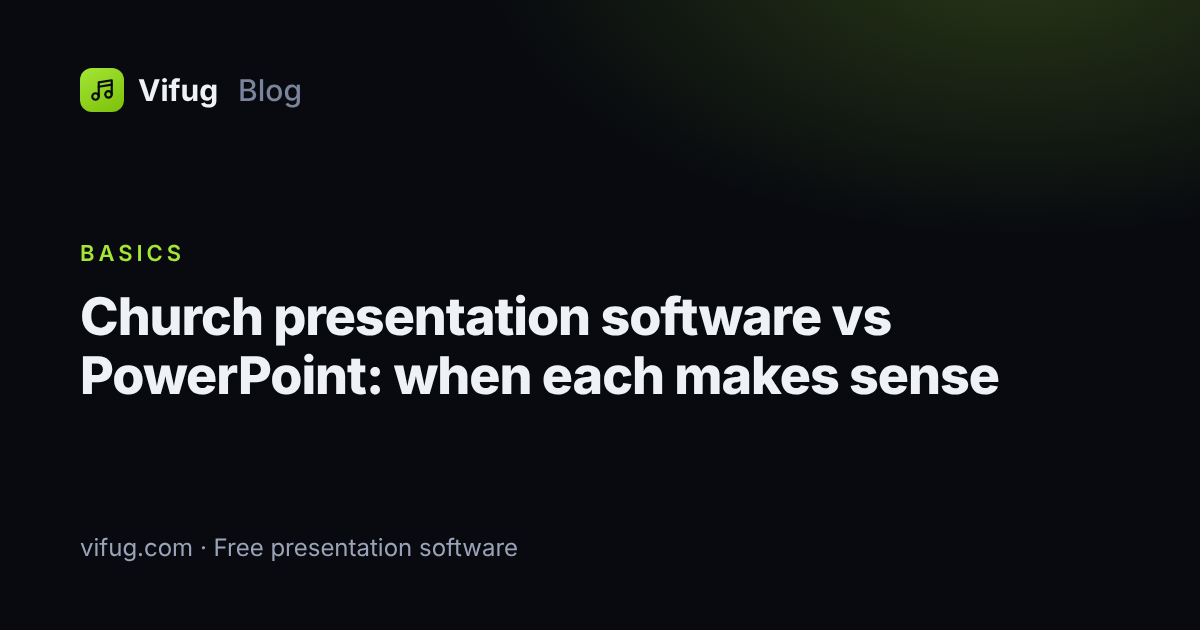 Vifug Blog
BASICS
Church presentation software vs
PowerPoint: when each makes sense
vifug.com · Free presentation software